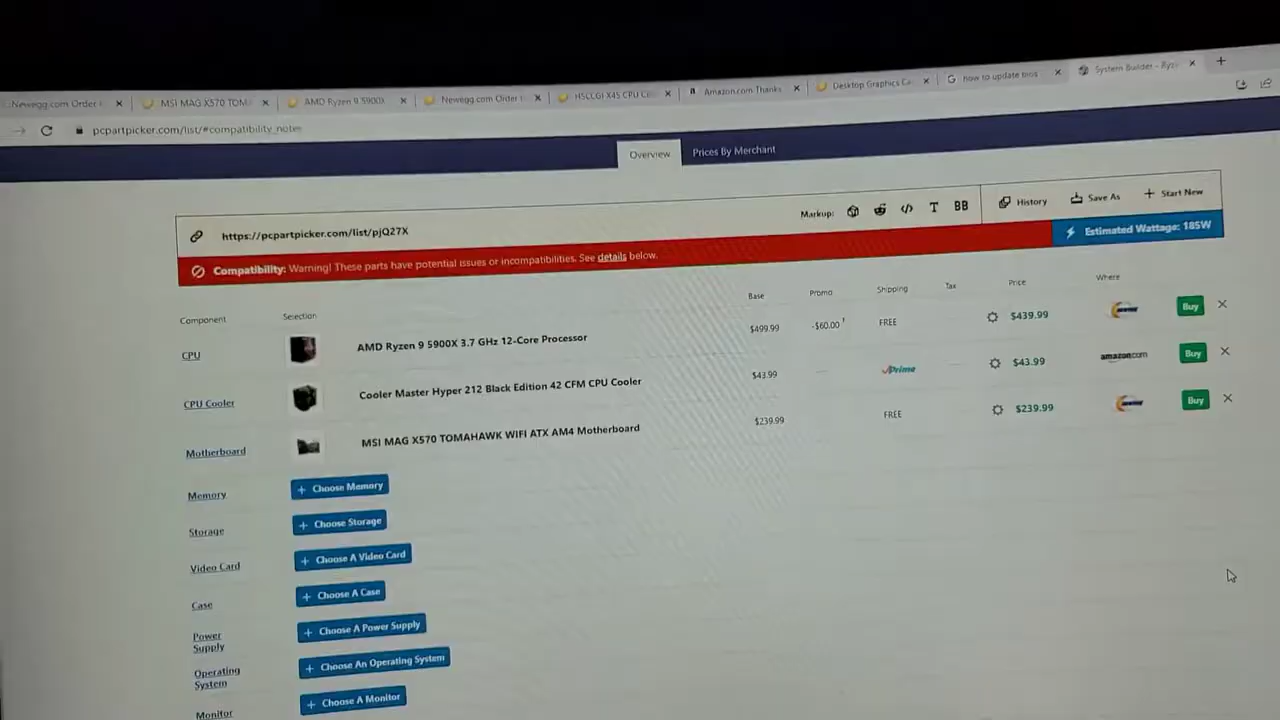 Newegg.com Order
MSI MAG X570 TOM
AMD Ryzen 9 5900X
Newegg.com Order
Amazon.com Thanks
Desktop Graphics Ca
how to update bios
System Builder - Ryz
pcpartpicker.com/list/#compatibility_notes
Overview
Prices By Merchant
https://pcpartpicker.com/list/pjQ27X
Markup:
T
BB
History
Save As
+ Start New
Compatibility: Warning! These parts have potential issues or incompatibilities. See details below.
Estimated Wattage: 185W
Component
Selection
Base
Promo
Shipping
Tax
Price
Where
CPU
AMD Ryzen 9 5900X 3.7 GHz 12-Core Processor
$499.99
-$60.00
FREE
$439.99
Buy
CPU Cooler
Cooler Master Hyper 212 Black Edition 42 CFM CPU Cooler
$43.99
Prime
$43.99
amazon.com
Buy
Motherboard
MSI MAG X570 TOMAHAWK WIFI ATX AM4 Motherboard
$239.99
FREE
$239.99
Buy
Memory
+ Choose Memory
Storage
+ Choose Storage
Video Card
+ Choose A Video Card
Case
+ Choose A Case
Power
Supply
+ Choose A Power Supply
Operating
System
+ Choose An Operating System
Monitor
+ Choose A Monitor